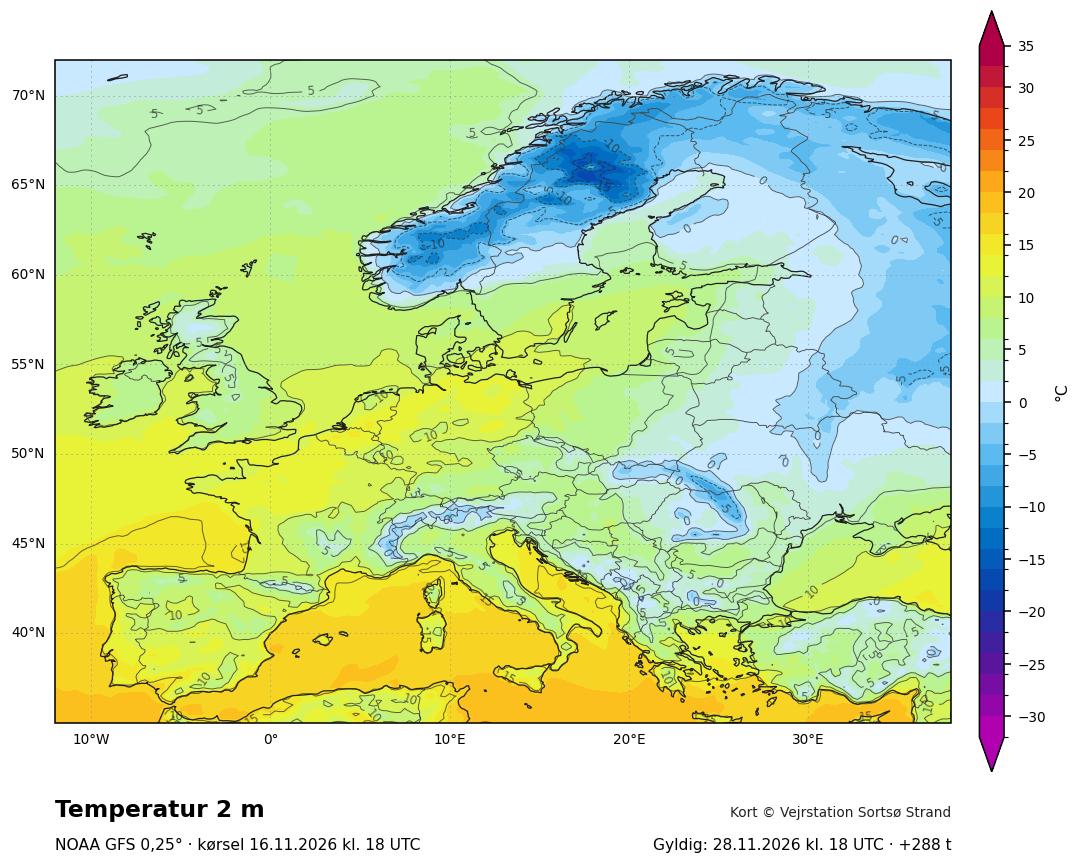 70°N
65°N
60°N
55°N
50°N
45°N
40°N
10°W
0°
10°E
20°E
30°E
35
30
25
20
15
10
5
0
−5
−10
−15
−20
−25
−30
°C
Temperatur 2 m
Kort © Vejrstation Sortsø Strand
NOAA GFS 0,25° · kørsel 16.11.2026 kl. 18 UTC
Gyldig: 28.11.2026 kl. 18 UTC · +288 t